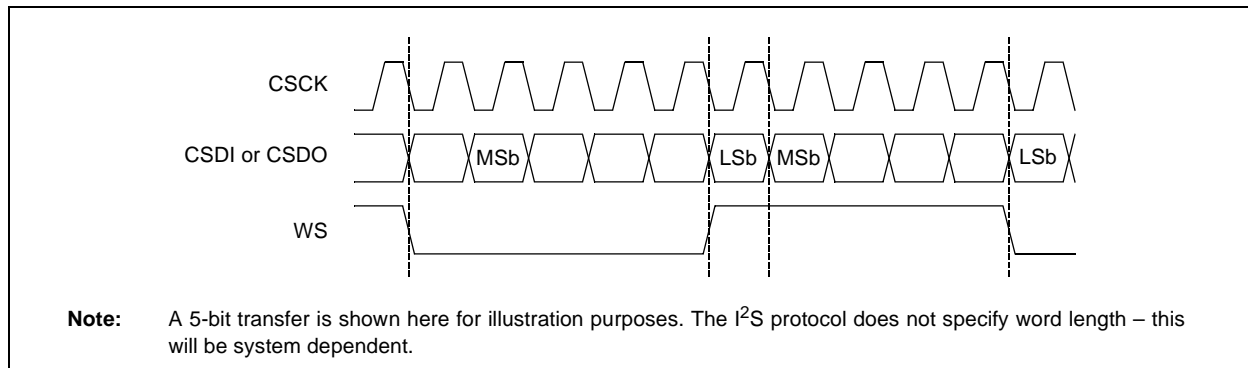 CSCK
CSDI or CSDO
MSb
LSb
MSb
LSb
WS
Note: A 5-bit transfer is shown here for illustration purposes. The I²S protocol does not specify word length – this
will be system dependent.